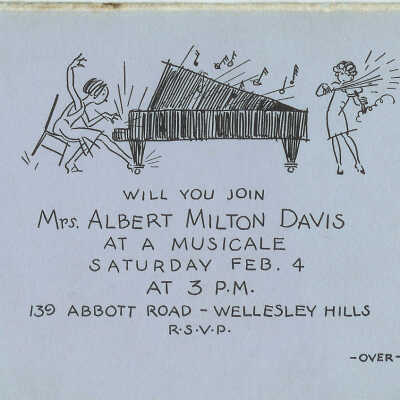 WILL YOU JOIN
Mrs. ALBERT MILTON DAVIS
AT A MUSICALE
SATURDAY FEB. 4
AT 3 P.M.
139 ABBOTT ROAD - WELLESLEY HILLS
R.S.V.P.
-OVER-